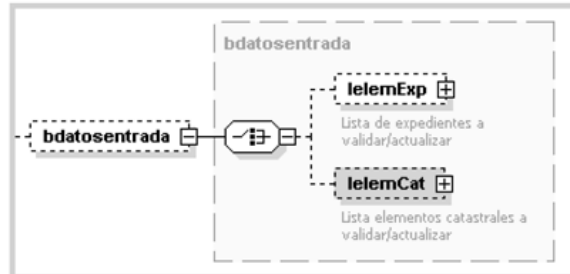 bdatosentrada
lelemExp
Lista de expedientes a
validar/actualizar
bdatosentrada
lelemCat
Lista elementos catastrales a
validar/actualizar